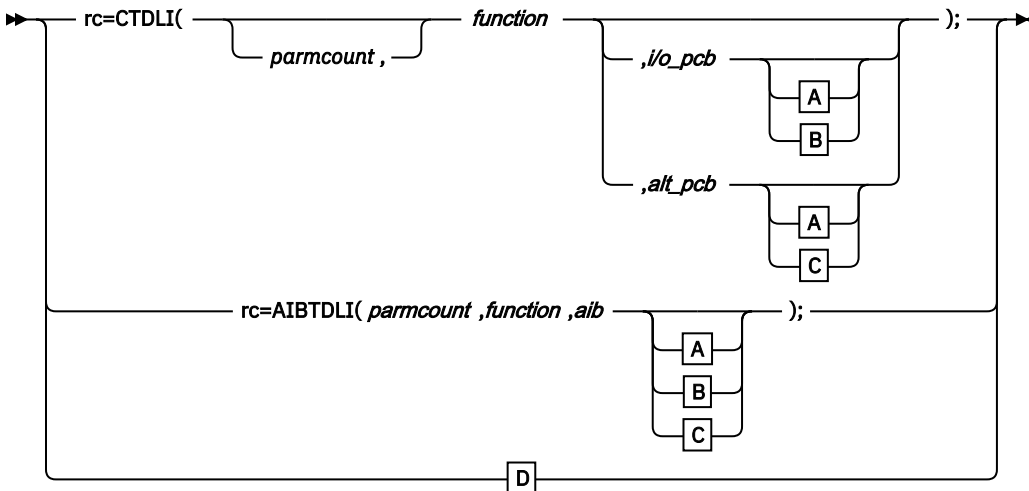 rc=CTDLI( function );
parmcount ,
,i/o_pcb
A
B
,alt_pcb
A
C
rc=AIBTDLI( parmcount ,function ,aib );
A
B
C
D